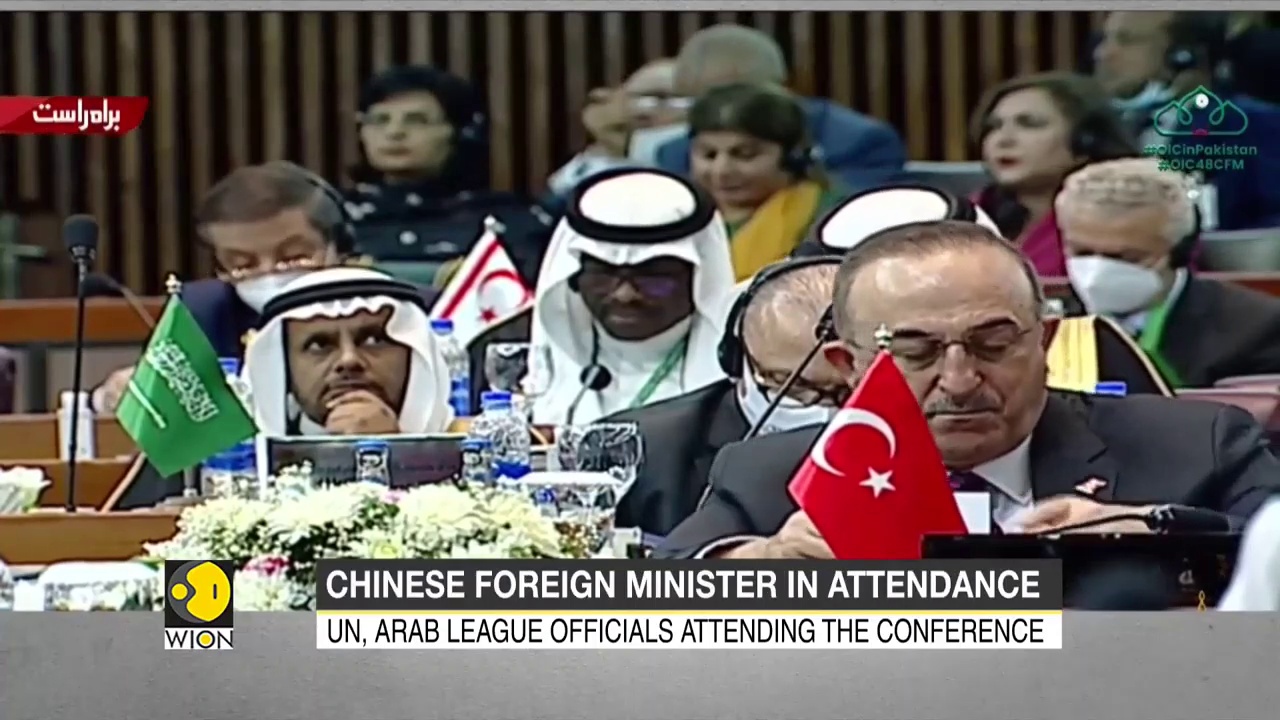 براہ راست
#OICinPakistan
#OIC48CFM
CHINESE FOREIGN MINISTER IN ATTENDANCE
UN, ARAB LEAGUE OFFICIALS ATTENDING THE CONFERENCE
WION